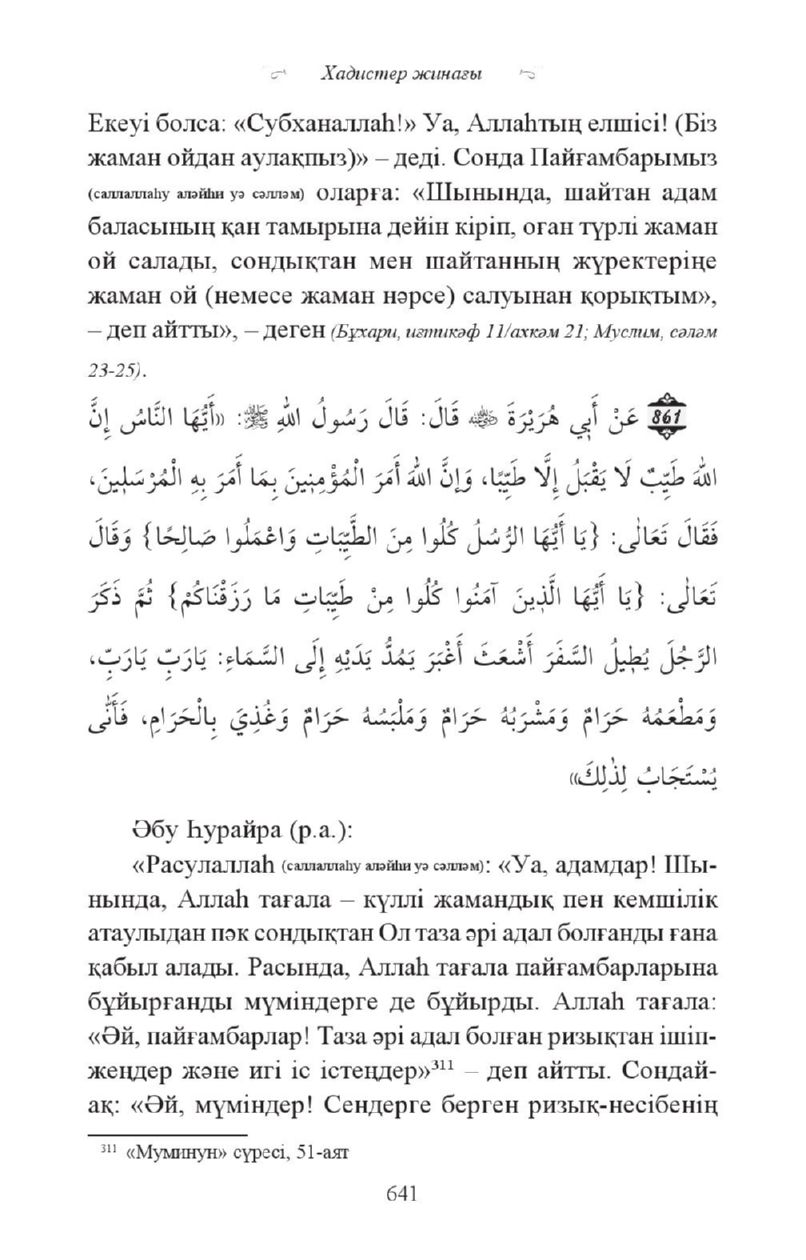 Хадистер жинағы
Екеуі болса: «Субханаллаһ!» Уа, Аллаһтың елшісі! (Біз
жаман ойдан аулақпыз)» – деді. Сонда Пайғамбарымыз
(саллаллаһу аләйһи уә сәлләм) оларға: «Шынында, шайтан адам
баласының қан тамырына дейін кіріп, оған түрлі жаман
ой салады, сондықтан мен шайтанның жүректеріңе
жаман ой (немесе жаман нәрсе) салуынан қорықтым»,
– деп айтты», – деген (Бұхари, иғтикәф 11/ахкәм 21; Муслим, сәләм
23-25).
861 عَنْ أَبِي هُرَيْرَةَ ﷛ قَالَ: قَالَ رَسُولُ اللهِ ﷺ: «أَيُّهَا النَّاسُ إِنَّ
اللهَ طَيِّبٌ لَا يَقْبَلُ إِلَّا طَيِّبًا، وَإِنَّ اللهَ أَمَرَ الْمُؤْمِنِينَ بِمَا أَمَرَ بِهِ الْمُرْسَلِينَ،
فَقَالَ تَعَالٰى: {يَا أَيُّهَا الرُّسُلُ كُلُوا مِنَ الطَّيِّبَاتِ وَاعْمَلُوا صَالِحًا} وَقَالَ
تَعَالٰى: {يَا أَيُّهَا الَّذِينَ آمَنُوا كُلُوا مِنْ طَيِّبَاتِ مَا رَزَقْنَاكُمْ} ثُمَّ ذَكَرَ
الرَّجُلَ يُطِيلُ السَّفَرَ أَشْعَثَ أَغْبَرَ يَمُدُّ يَدَيْهِ إِلَى السَّمَاءِ: يَارَبِّ يَارَبِّ،
وَمَطْعَمُهُ حَرَامٌ وَمَشْرَبُهُ حَرَامٌ وَمَلْبَسُهُ حَرَامٌ وَغُذِيَ بِالْحَرَامِ، فَأَنّٰى
يُسْتَجَابُ لِذٰلِكَ»
Әбу Һурайра (р.а.):
«Расулаллаһ (саллаллаһу аләйһи уә сәлләм): «Уа, адамдар! Шы-
нында, Аллаһ тағала – күллі жамандық пен кемшілік
атаулыдан пәк сондықтан Ол таза әрі адал болғанды ғана
қабыл алады. Расында, Аллаһ тағала пайғамбарларына
бұйырғанды мүміндерге де бұйырды. Аллаһ тағала:
«Әй, пайғамбарлар! Таза әрі адал болған ризықтан ішіп-
жеңдер және игі іс істеңдер»³¹¹ – деп айтты. Сондай-
ақ: «Әй, мүміндер! Сендерге берген ризық-несібенің
³¹¹ «Муминун» сүресі, 51-аят
641